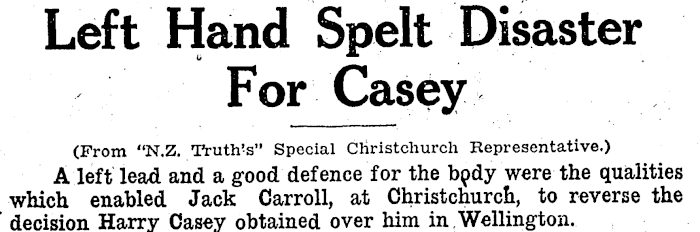 Left Hand Spelt Disaster
For Casey
(From "N.Z. Truth's" Special Christchurch Representative.)
A left lead and a good defence for the body were the qualities
which enabled Jack Carroll, at Christchurch, to reverse the
decision Harry Casey obtained over him in Wellington.